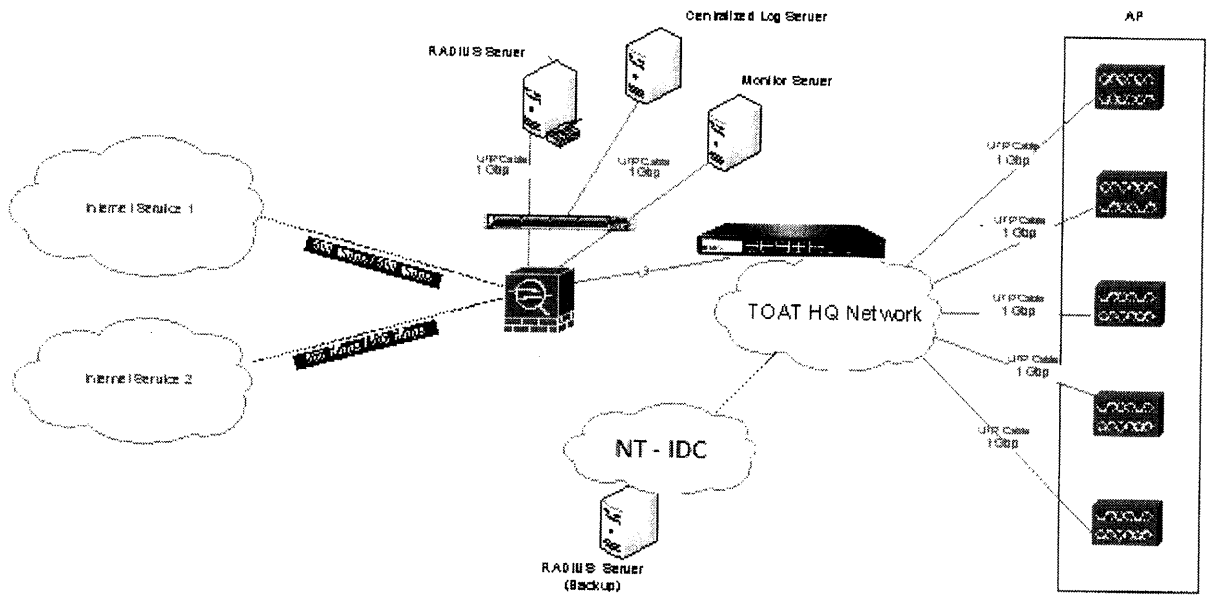 Centralized Log Server
AP
RADIUS Server
Monitor Server
UTP Cable
1 Gbp
UTP Cable
1 Gbp
UTP Cable
1 Gbp
Internet Service 1
UTP Cable
1 Gbp
L3
TOAT HQ Network
UTP Cable
1 Gbp
Internet Service 2
UTP Cable
1 Gbp
UTP Cable
1 Gbp
NT - IDC
RADIUS Server
(Backup)